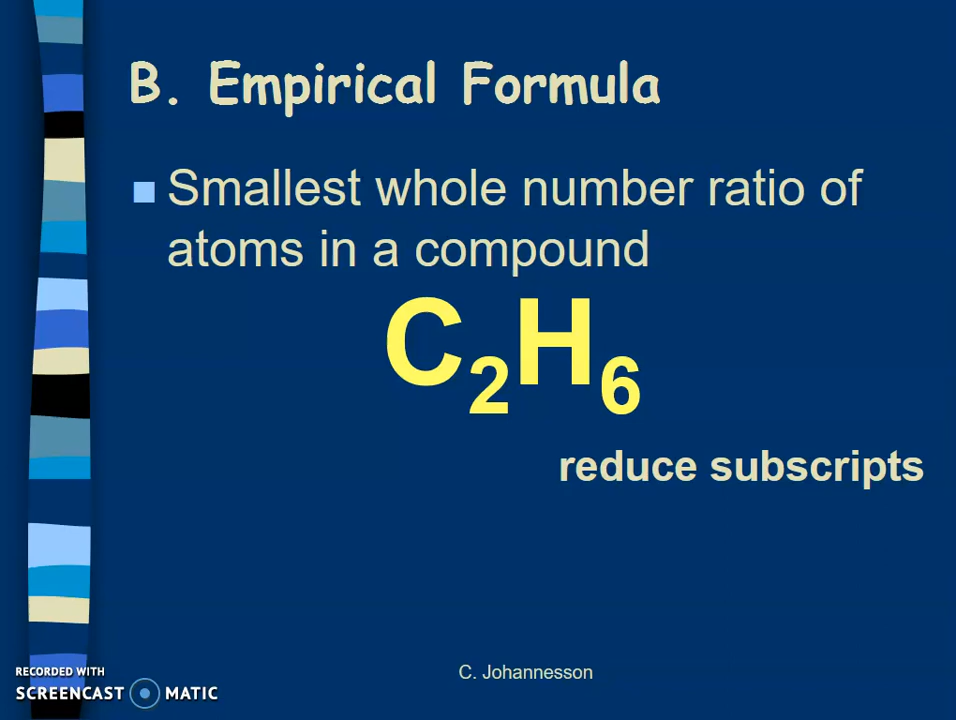 B. Empirical Formula
■ Smallest whole number ratio of
atoms in a compound
C₂H₆
reduce subscripts
C. Johannesson
RECORDED WITH
SCREENCAST MATIC